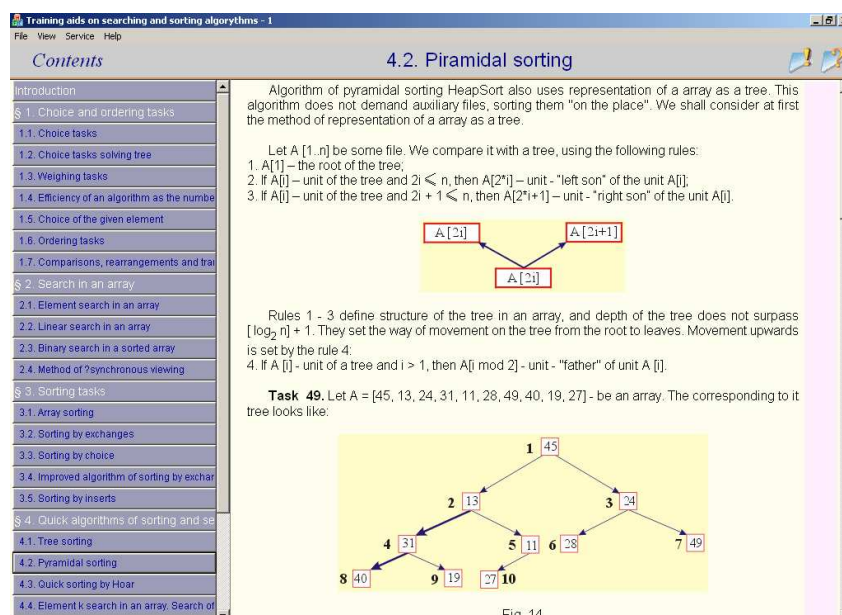 Training aids on searching and sorting algorythms - 1
File View Service Help
Contents
4.2. Piramidal sorting
Introduction
§ 1. Choice and ordering tasks
1.1. Choice tasks
1.2. Choice tasks solving tree
1.3. Weighing tasks
1.4. Efficiency of an algorithm as the numbe
1.5. Choice of the given element
1.6. Ordering tasks
1.7. Comparisons, rearrangements and trai
§ 2. Search in an array
2.1. Element search in an array
2.2. Linear search in an array
2.3. Binary search in a sorted array
2.4. Method of ?synchronous viewing
§ 3. Sorting tasks
3.1. Array sorting
3.2. Sorting by exchanges
3.3. Sorting by choice
3.4. Improved algorithm of sorting by exchar
3.5. Sorting by inserts
§ 4. Quick algorithms of sorting and se
4.1. Tree sorting
4.2. Pyramidal sorting
4.3. Quick sorting by Hoar
4.4. Element k search in an array. Search of
Algorithm of pyramidal sorting HeapSort also uses representation of a array as a tree. This
algorithm does not demand auxiliary files, sorting them "on the place". We shall consider at first
the method of representation of a array as a tree.
Let A [1..n] be some file. We compare it with a tree, using the following rules:
1. A[1] – the root of the tree;
2. If A[i] – unit of the tree and 2i ⩽ n, then A[2*i] – unit - "left son" of the unit A[i];
3. If A[i] – unit of the tree and 2i + 1 ⩽ n, then A[2*i+1] – unit - "right son" of the unit A[i].
A[2i] A[2i+1]
A[2i]
Rules 1 - 3 define structure of the tree in an array, and depth of the tree does not surpass
[ log2 n] + 1. They set the way of movement on the tree from the root to leaves. Movement upwards
is set by the rule 4:
4. If A [i] - unit of a tree and i > 1, then A[i mod 2] - unit - "father" of unit A [i].
Task 49. Let A = [45, 13, 24, 31, 11, 28, 49, 40, 19, 27] - be an array. The corresponding to it
tree looks like:
1 45
2 13 3 24
4 31 5 11 6 28 7 49
8 40 9 19 27 10
Fig. 14